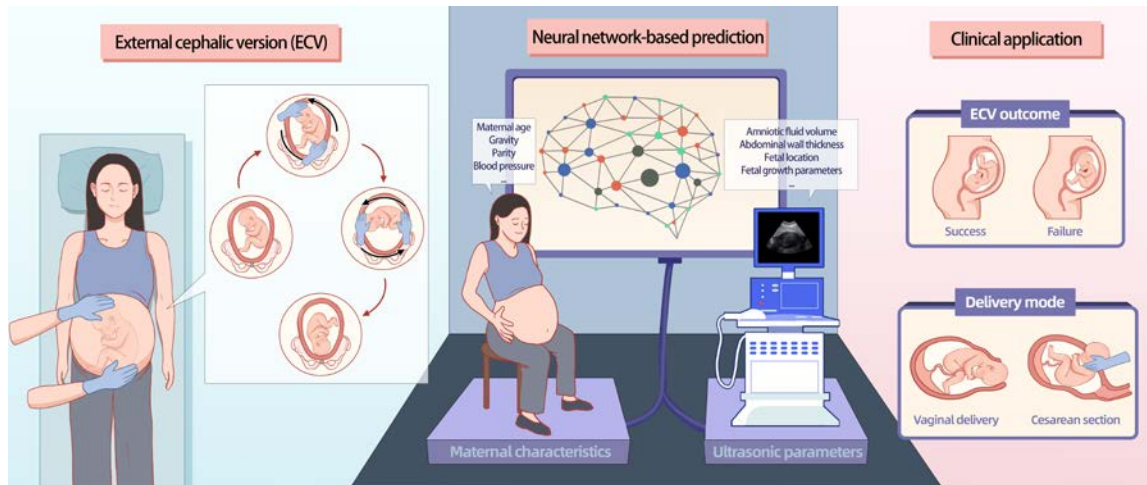 External cephalic version (ECV)
Neural network-based prediction
Clinical application
Maternal age
Gravity
Parity
Blood pressure
...
Amniotic fluid volume
Abdominal wall thickness
Fetal location
Fetal growth parameters
...
Maternal characteristics
Ultrasonic parameters
ECV outcome
Success
Failure
Delivery mode
Vaginal delivery
Cesarean section